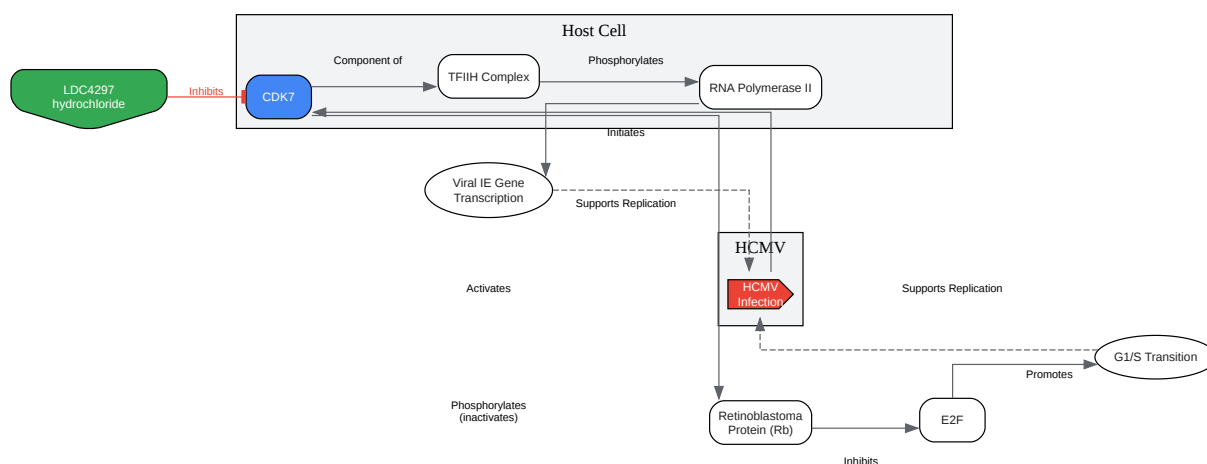 Host Cell
Component of
Phosphorylates
TFIIH Complex
RNA Polymerase II
LDC4297
hydrochloride
Inhibits
CDK7
Initiates
Viral IE Gene
Transcription
Supports Replication
HCMV
HCMV
Infection
Activates
Supports Replication
G1/S Transition
Promotes
Phosphorylates
(inactivates)
Retinoblastoma
Protein (Rb)
E2F
Inhibits